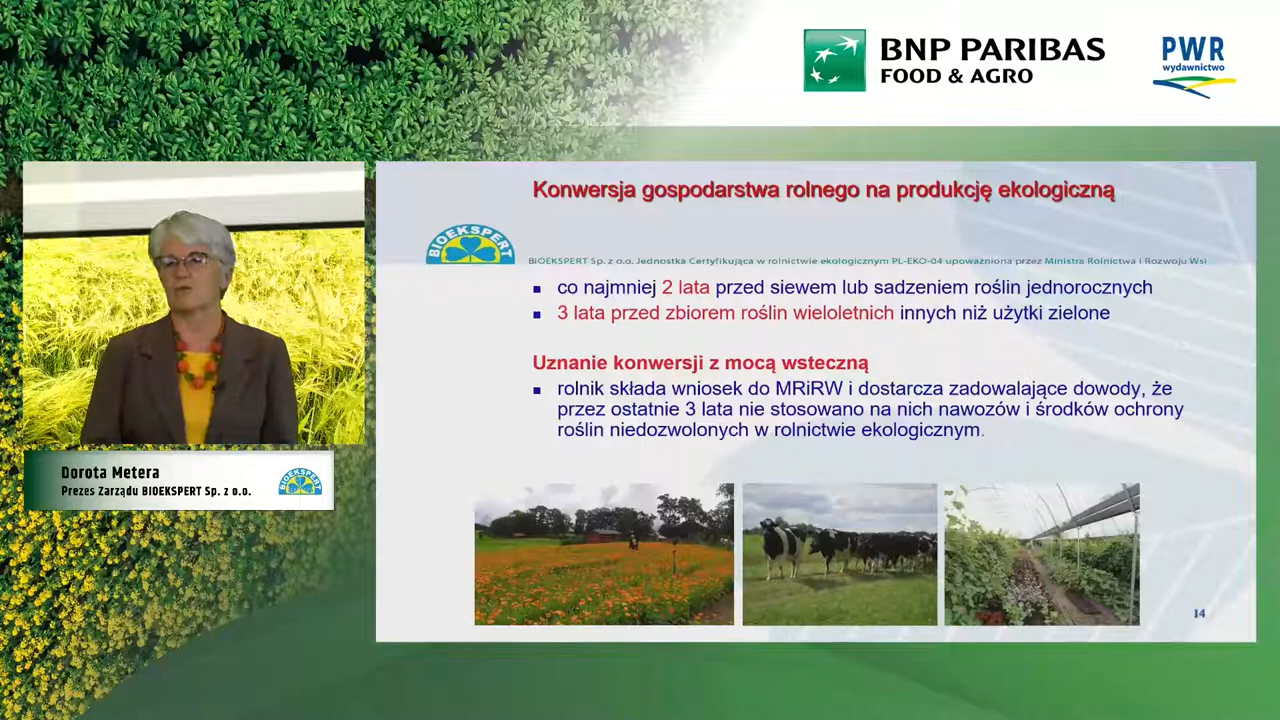 BNP PARIBAS
FOOD & AGRO
PWR
wydawnictwo
Konwersja gospodarstwa rolnego na produkcję ekologiczną
BIOEKSPERT
BIOEKSPERT Sp. z o.o. Jednostka Certyfikująca w rolnictwie ekologicznym PL-EKO-04 upoważniona przez Ministra Rolnictwa i Rozwoju Wsi
co najmniej 2 lata przed siewem lub sadzeniem roślin jednorocznych
3 lata przed zbiorem roślin wieloletnich innych niż użytki zielone
Uznanie konwersji z mocą wsteczną
rolnik składa wniosek do MRiRW i dostarcza zadowalające dowody, że
przez ostatnie 3 lata nie stosowano na nich nawozów i środków ochrony
roślin niedozwolonych w rolnictwie ekologicznym.
14
Dorota Metera
Prezes Zarządu BIOEKSPERT Sp. z o.o.
BIOEKSPERT